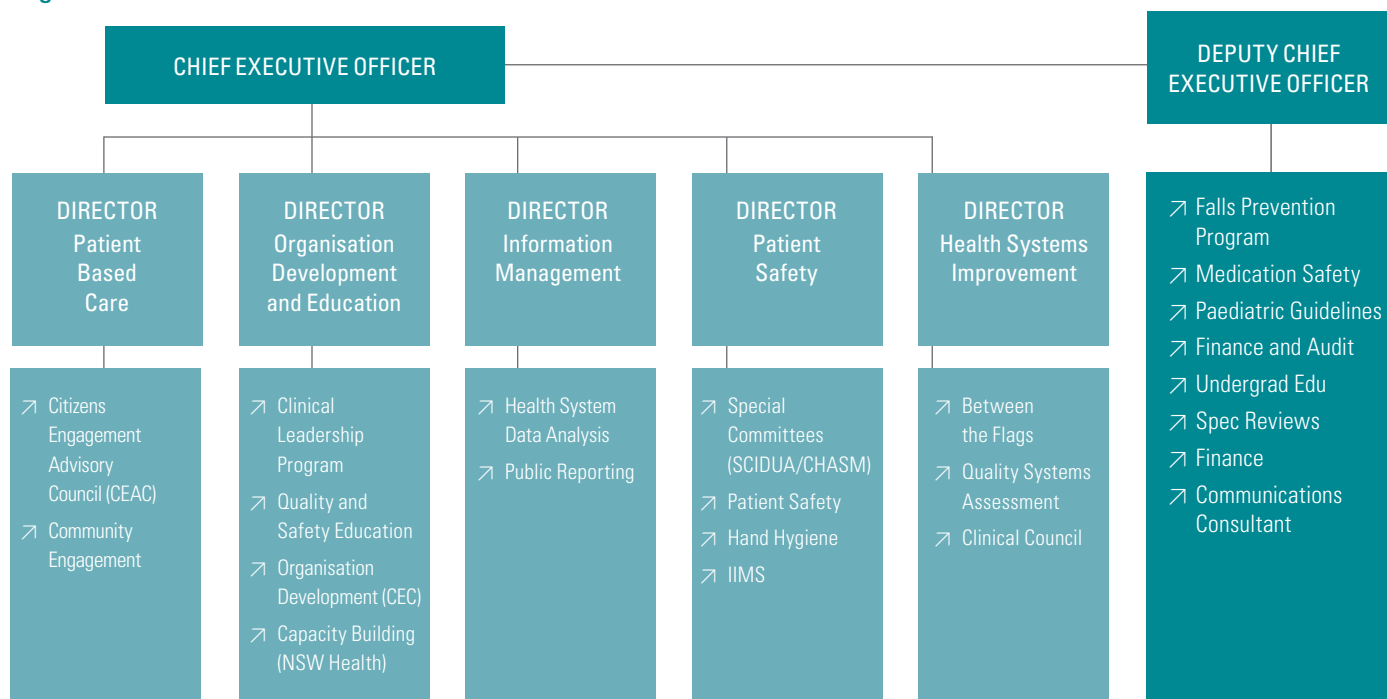 CHIEF EXECUTIVE OFFICER
DEPUTY CHIEF
EXECUTIVE OFFICER
DIRECTOR
Patient
Based
Care
DIRECTOR
Organisation
Development
and Education
DIRECTOR
Information
Management
DIRECTOR
Patient
Safety
DIRECTOR
Health Systems
Improvement
Citizens
Engagement
Advisory
Council (CEAC)
Community
Engagement
Clinical
Leadership
Program
Quality and
Safety Education
Organisation
Development (CEC)
Capacity Building
(NSW Health)
Health System
Data Analysis
Public Reporting
Special
Committees
(SCIDUA/CHASM)
Patient Safety
Hand Hygiene
IIMS
Between
the Flags
Quality Systems
Assessment
Clinical Council
Falls Prevention
Program
Medication Safety
Paediatric Guidelines
Finance and Audit
Undergrad Edu
Spec Reviews
Finance
Communications
Consultant